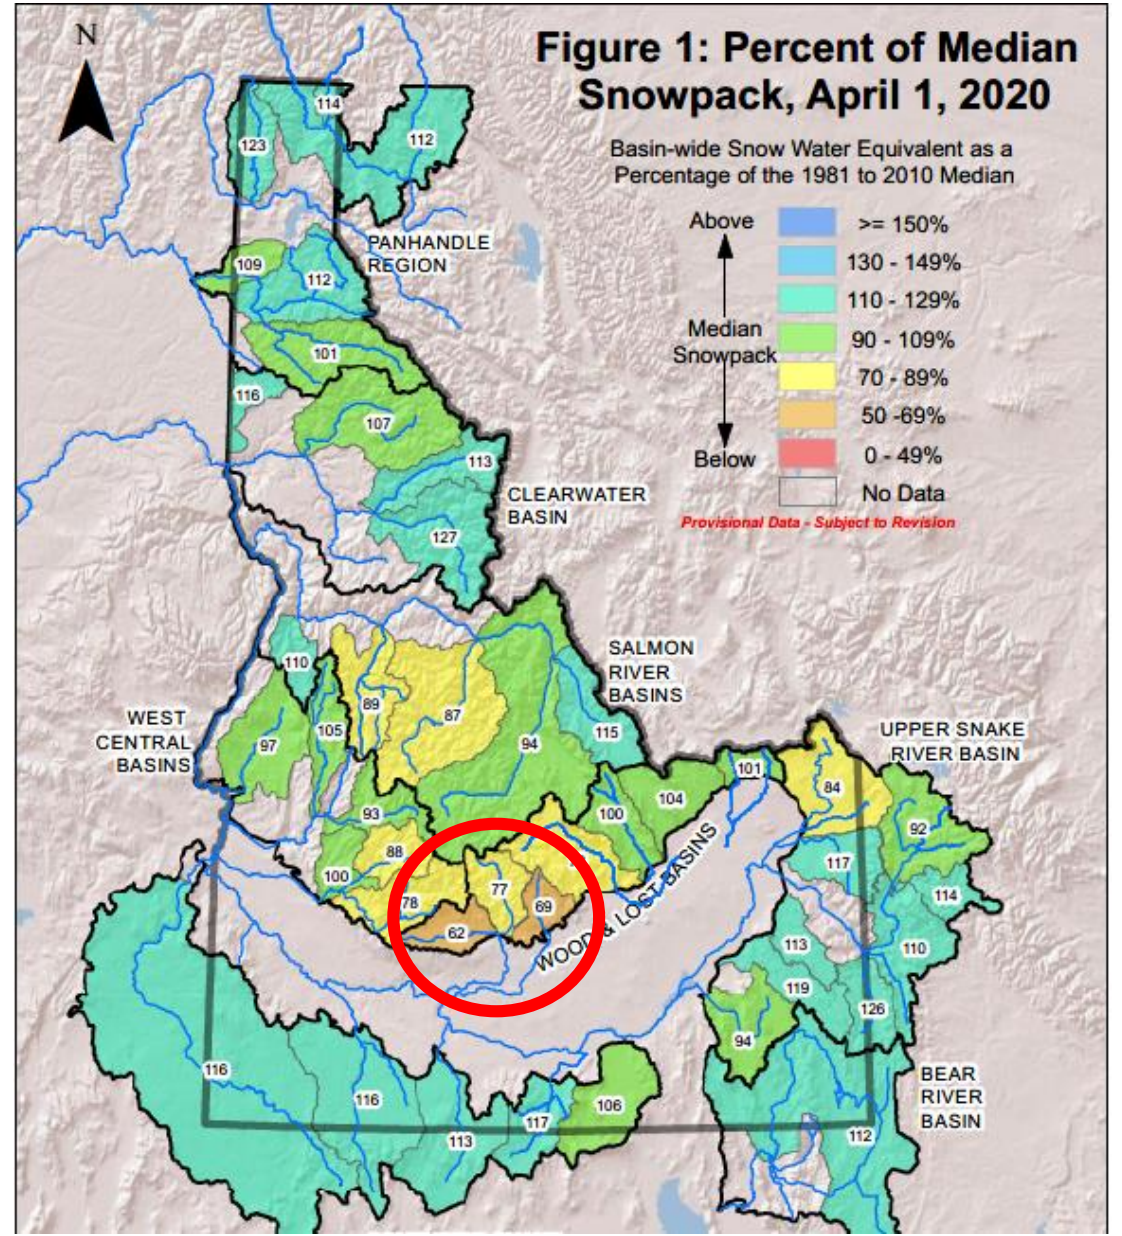 N
Figure 1: Percent of Median
Snowpack, April 1, 2020
Basin-wide Snow Water Equivalent as a
Percentage of the 1981 to 2010 Median
Above
Median
Snowpack
Below
>= 150%
130 - 149%
110 - 129%
90 - 109%
70 - 89%
50 -69%
0 - 49%
No Data
Provisional Data - Subject to Revision
114
123
112
PANHANDLE
REGION
109
112
101
116
107
113
CLEARWATER
BASIN
127
SALMON
RIVER
BASINS
110
89
87
115
WEST
CENTRAL
BASINS
97
105
94
UPPER SNAKE
RIVER BASIN
101
84
104
100
93
92
88
100
117
78
77
69
62
WOOD & LOST BASINS
114
113
110
119
126
94
116
116
113
117
106
BEAR
RIVER
BASIN
112